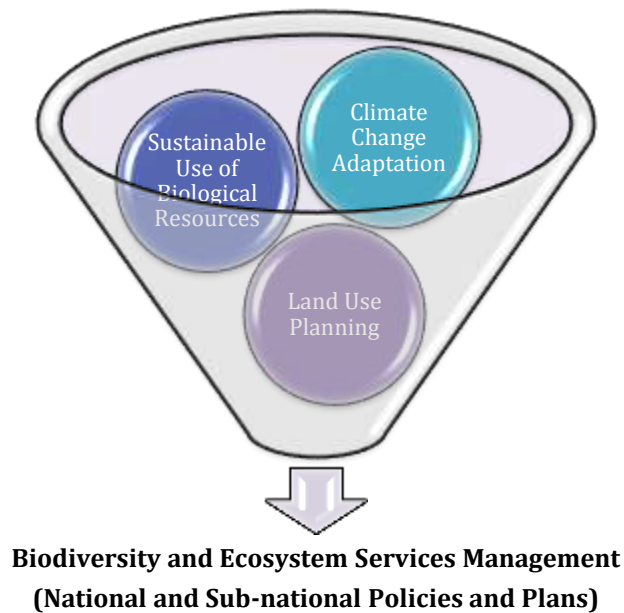 Sustainable
Use of
Biological
Resources
Climate
Change
Adaptation
Land Use
Planning
Biodiversity and Ecosystem Services Management
(National and Sub-national Policies and Plans)